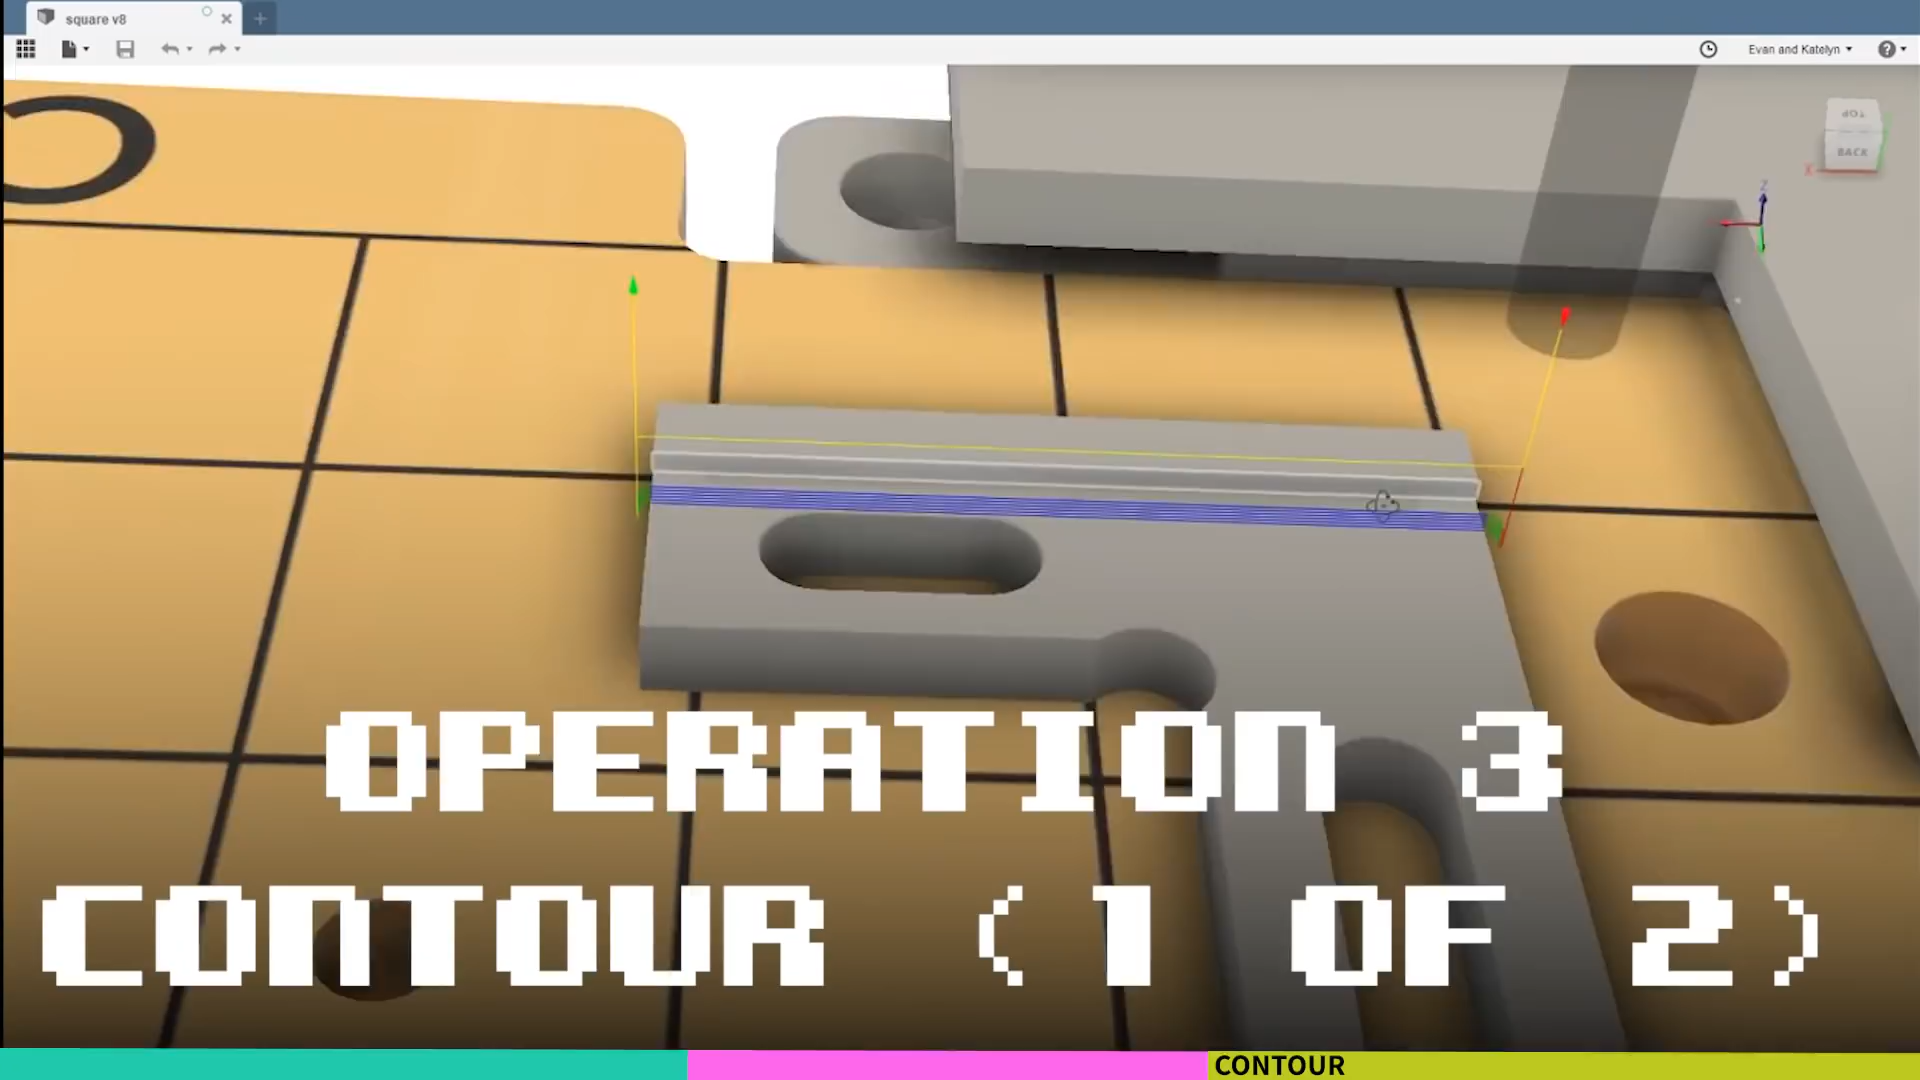 square v8
Evan and Katelyn
?
TOP
BACK
X
Z
C
OPERATION 3
CONTOUR (1 OF 2)
CONTOUR